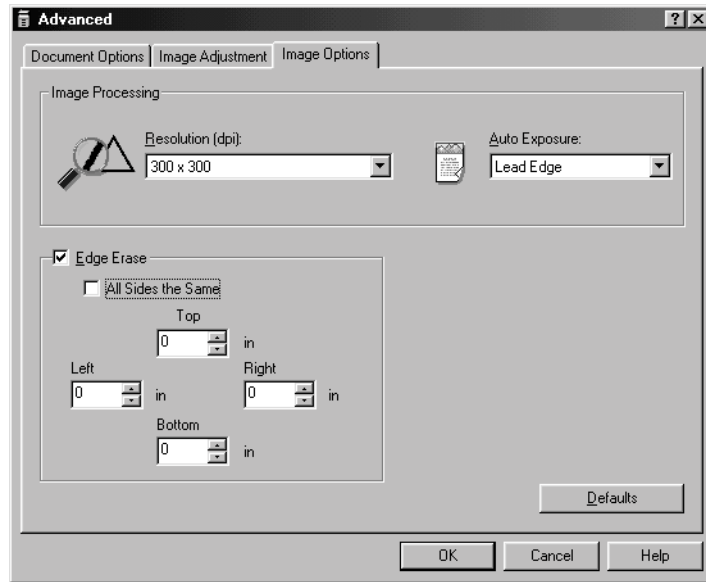 Advanced
Document Options Image Adjustment Image Options
Image Processing
Resolution (dpi): Auto Exposure:
300 x 300 Lead Edge
Edge Erase
All Sides the Same
Top
0 in
Left Right
0 in 0 in
Bottom
0 in
Defaults
OK Cancel Help